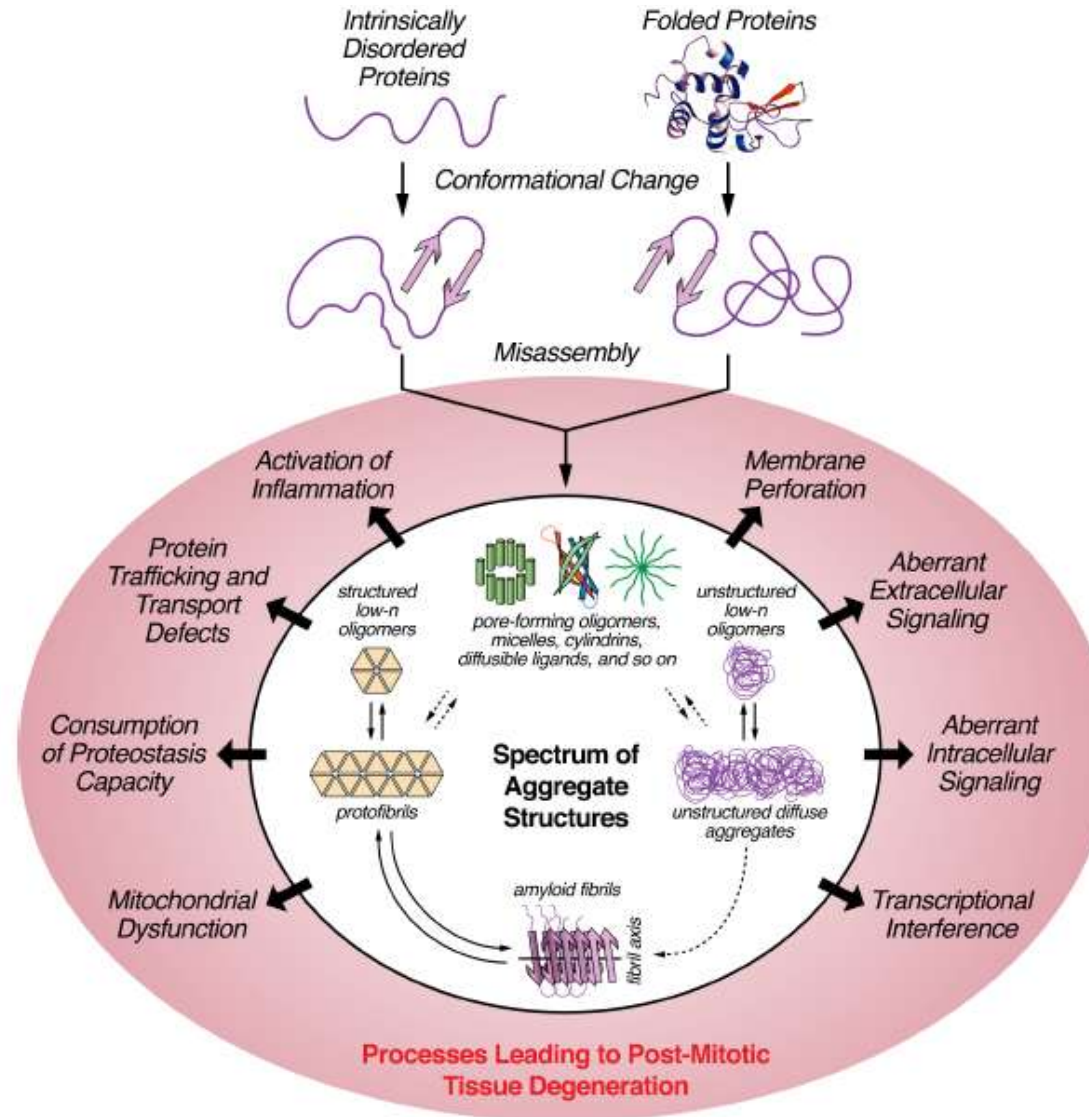 Intrinsically
Disordered
Proteins
Folded Proteins
Conformational Change
Misassembly
Activation of
Inflammation
Membrane
Perforation
Protein
Trafficking and
Transport
Defects
Aberrant
Extracellular
Signaling
structured
low-n
oligomers
pore-forming oligomers,
micelles, cylindrins,
diffusible ligands, and so on
unstructured
low-n
oligomers
Consumption
of Proteostasis
Capacity
Aberrant
Intracellular
Signaling
protofibrils
Spectrum of
Aggregate
Structures
unstructured diffuse
aggregates
Mitochondrial
Dysfunction
amyloid fibrils
fibril axis
Transcriptional
Interference
Processes Leading to Post-Mitotic
Tissue Degeneration